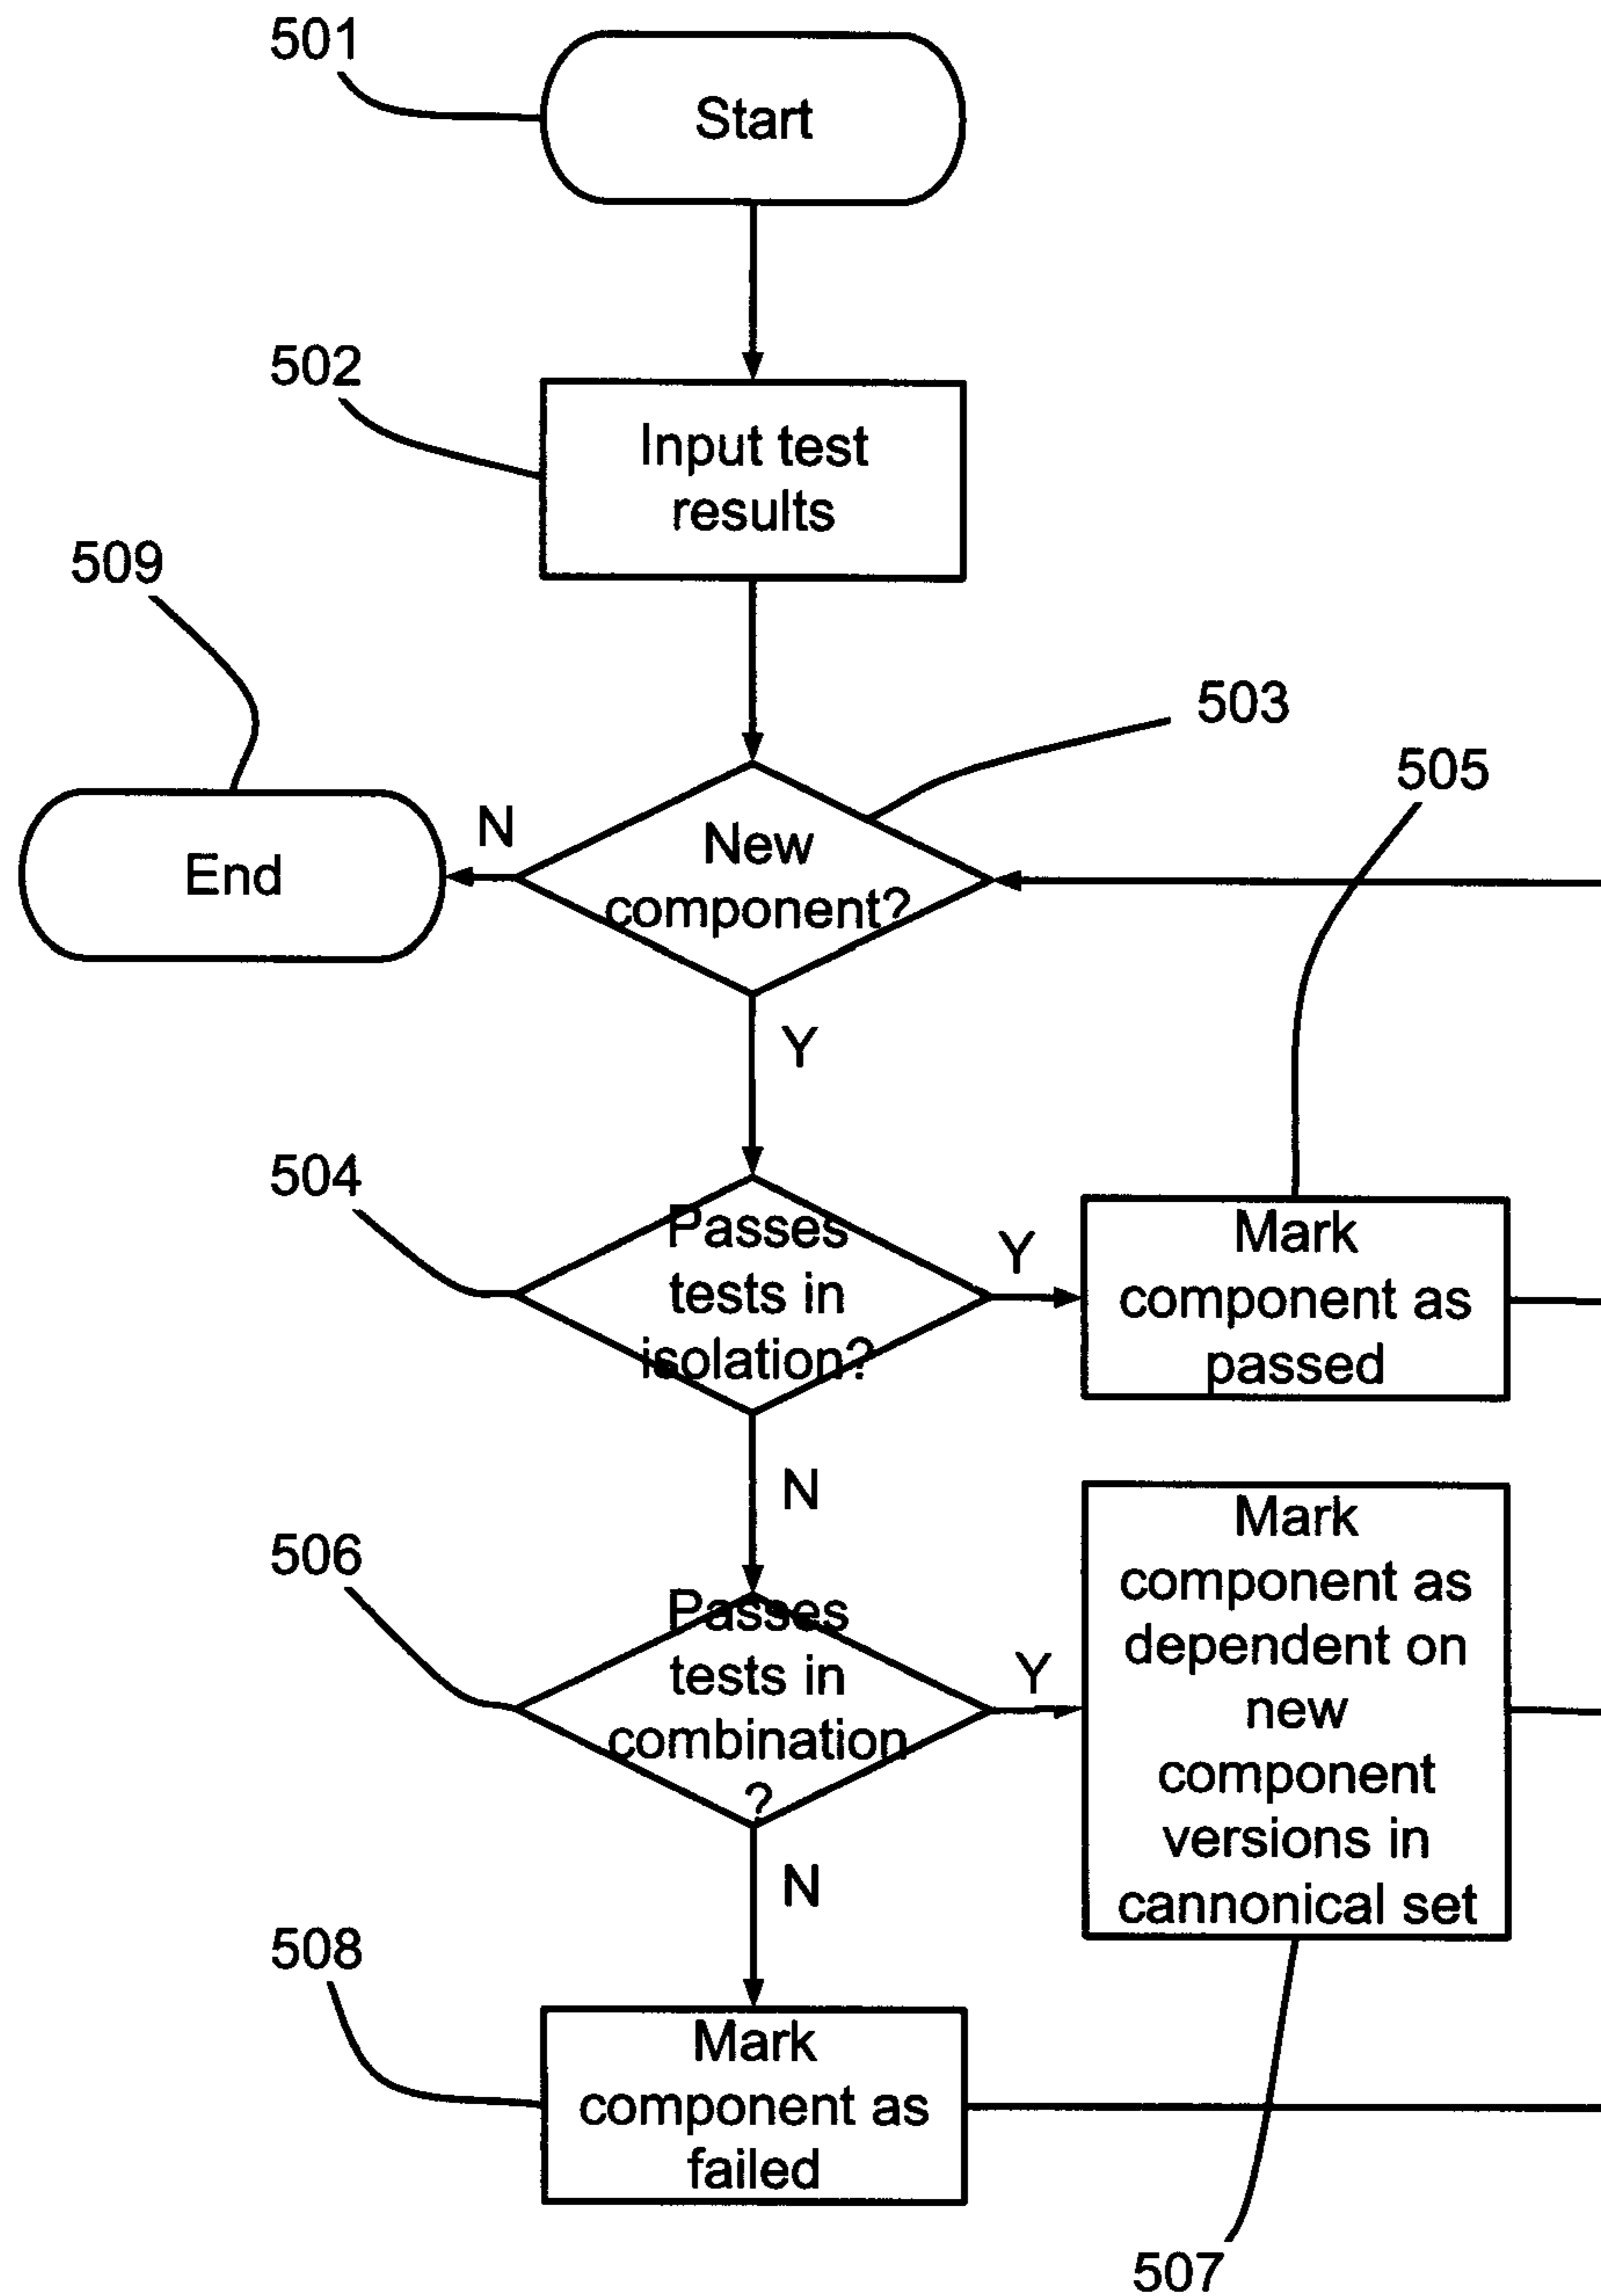 501
Start
502
Input test
results
509
503
505
End
N
New
component?
Y
504
Passes
tests in
isolation?
Y
Mark
component as
passed
N
506
Passes
tests in
combination
?
Y
Mark
component as
dependent on
new
component
versions in
cannonical set
N
508
Mark
component as
failed
507